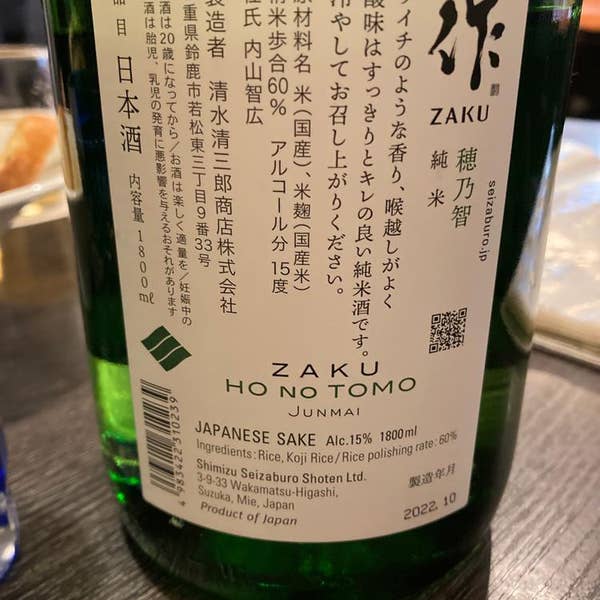 作
ZAKU
穂乃智
純米
seizaburo.jp
イチのような香り、喉越しがよく
酸味はすっきりとキレの良い純米酒です。
冷やしてお召し上がりください。
原材料名 米(国産)、米麹(国産米)
精米歩合60% アルコール分 15度
杜氏 内山智広
製造者 清水清三郎商店株式会社
重県鈴鹿市若松東三丁目9番33号
酒は20歳になってから/お酒は楽しく適量を/妊娠中の
酒は胎児、乳児の発育に悪影響を与えるおそれがあります
品目 日本酒 内容量 1800mℓ
ZAKU
HO NO TOMO
JUNMAI
JAPANESE SAKE Alc.15% 1800ml
Ingredients: Rice, Koji Rice / Rice polishing rate: 60%
Shimizu Seizaburo Shoten Ltd.
3-9-33 Wakamatsu-Higashi,
Suzuka, Mie, Japan
Product of Japan
製造年月
2022.10
4 983422 310239